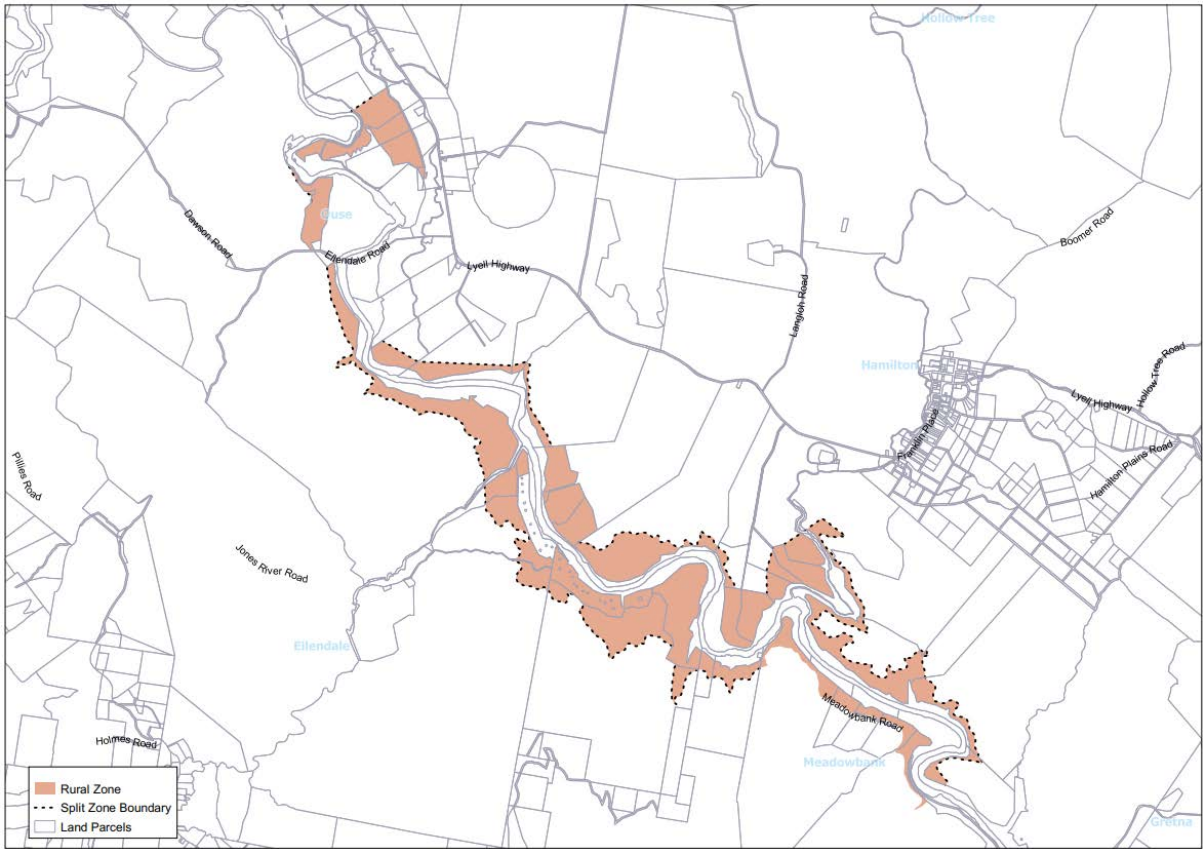 Hollow Tree
Ouse
Dawson Road
Ellendale Road
Lyell Highway
Boomer Road
Langloh Road
Hamilton
Hollow Tree Road
Lyell Highway
Franklin Place
Hamilton Plains Road
Pillies Road
Jones River Road
Ellendale
Meadowbank Road
Holmes Road
Meadowbank
Rural Zone
Split Zone Boundary
Land Parcels
Gretna